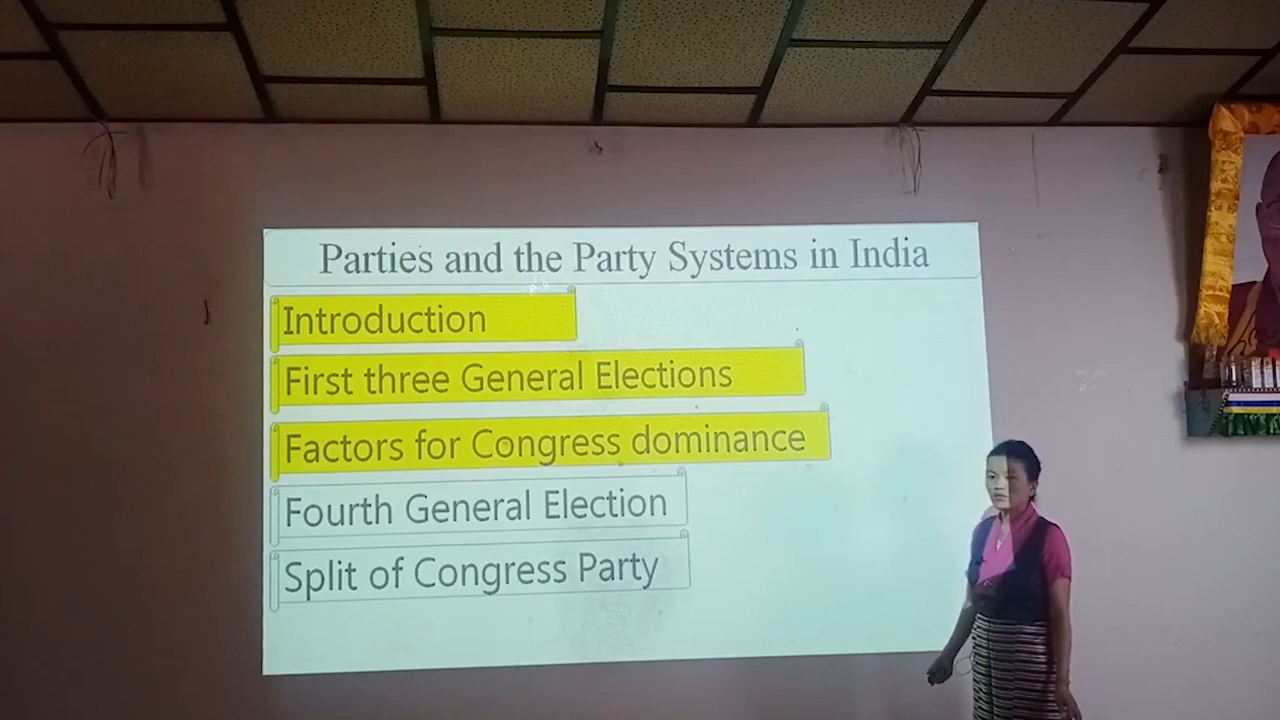 Parties and the Party Systems in India
Introduction
First three General Elections
Factors for Congress dominance
Fourth General Election
Split of Congress Party